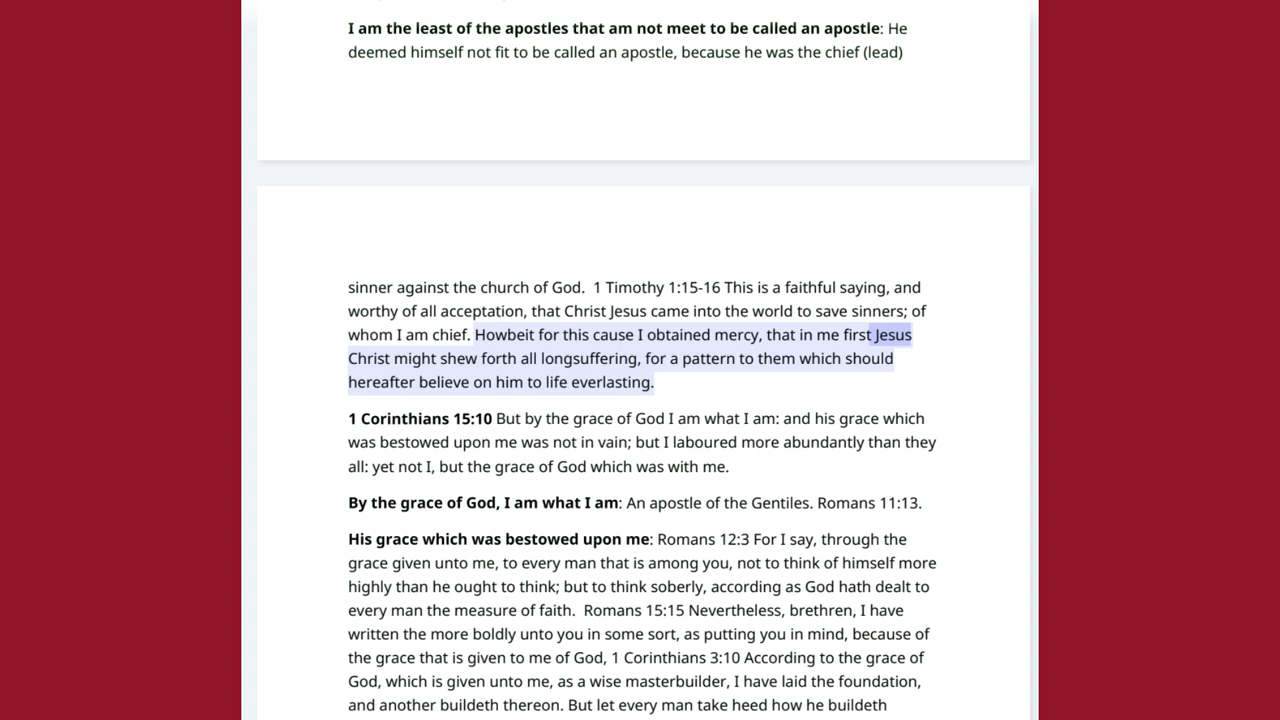 I am the least of the apostles that am not meet to be called an apostle: He
deemed himself not fit to be called an apostle, because he was the chief (lead)
sinner against the church of God.  1 Timothy 1:15-16 This is a faithful saying, and
worthy of all acceptation, that Christ Jesus came into the world to save sinners; of
whom I am chief. Howbeit for this cause I obtained mercy, that in me first Jesus
Christ might shew forth all longsuffering, for a pattern to them which should
hereafter believe on him to life everlasting.
1 Corinthians 15:10 But by the grace of God I am what I am: and his grace which
was bestowed upon me was not in vain; but I laboured more abundantly than they
all: yet not I, but the grace of God which was with me.
By the grace of God, I am what I am: An apostle of the Gentiles. Romans 11:13.
His grace which was bestowed upon me: Romans 12:3 For I say, through the
grace given unto me, to every man that is among you, not to think of himself more
highly than he ought to think; but to think soberly, according as God hath dealt to
every man the measure of faith.  Romans 15:15 Nevertheless, brethren, I have
written the more boldly unto you in some sort, as putting you in mind, because of
the grace that is given to me of God, 1 Corinthians 3:10 According to the grace of
God, which is given unto me, as a wise masterbuilder, I have laid the foundation,
and another buildeth thereon. But let every man take heed how he buildeth